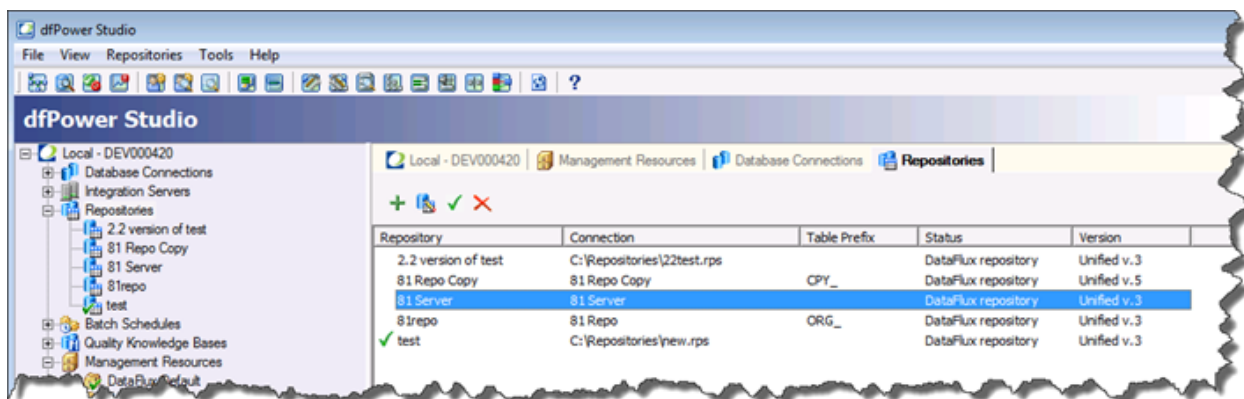 dfPower Studio
File View Repositories Tools Help
?
dfPower Studio
Local - DEV000420
Database Connections
Integration Servers
Repositories
2.2 version of test
81 Repo Copy
81 Server
81repo
test
Batch Schedules
Quality Knowledge Bases
Management Resources
DataFlux Default
Local - DEV000420 Management Resources Database Connections Repositories
Repository Connection Table Prefix Status Version
2.2 version of test C:\Repositories\22test.rps DataFlux repository Unified v.3
81 Repo Copy 81 Repo Copy CPY_ DataFlux repository Unified v.5
81 Server 81 Server DataFlux repository Unified v.3
81repo 81 Repo ORG_ DataFlux repository Unified v.3
test C:\Repositories\new.rps DataFlux repository Unified v.3